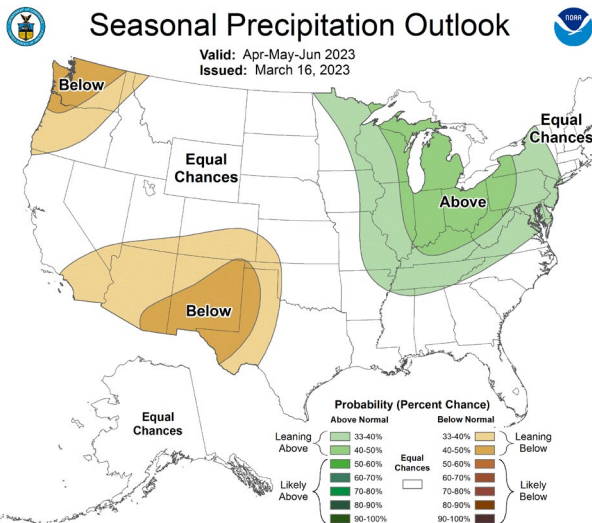 Seasonal Precipitation Outlook
Valid: Apr-May-Jun 2023
Issued: March 16, 2023
NOAA
Below
Equal
Chances
Equal
Chances
Above
Below
Equal
Chances
Probability (Percent Chance)
Above Normal
Below Normal
Leaning
Above
33-40%
40-50%
Likely
Above
50-60%
60-70%
70-80%
80-90%
90-100%
Equal
Chances
33-40%
40-50%
Leaning
Below
50-60%
60-70%
70-80%
80-90%
90-100%
Likely
Below